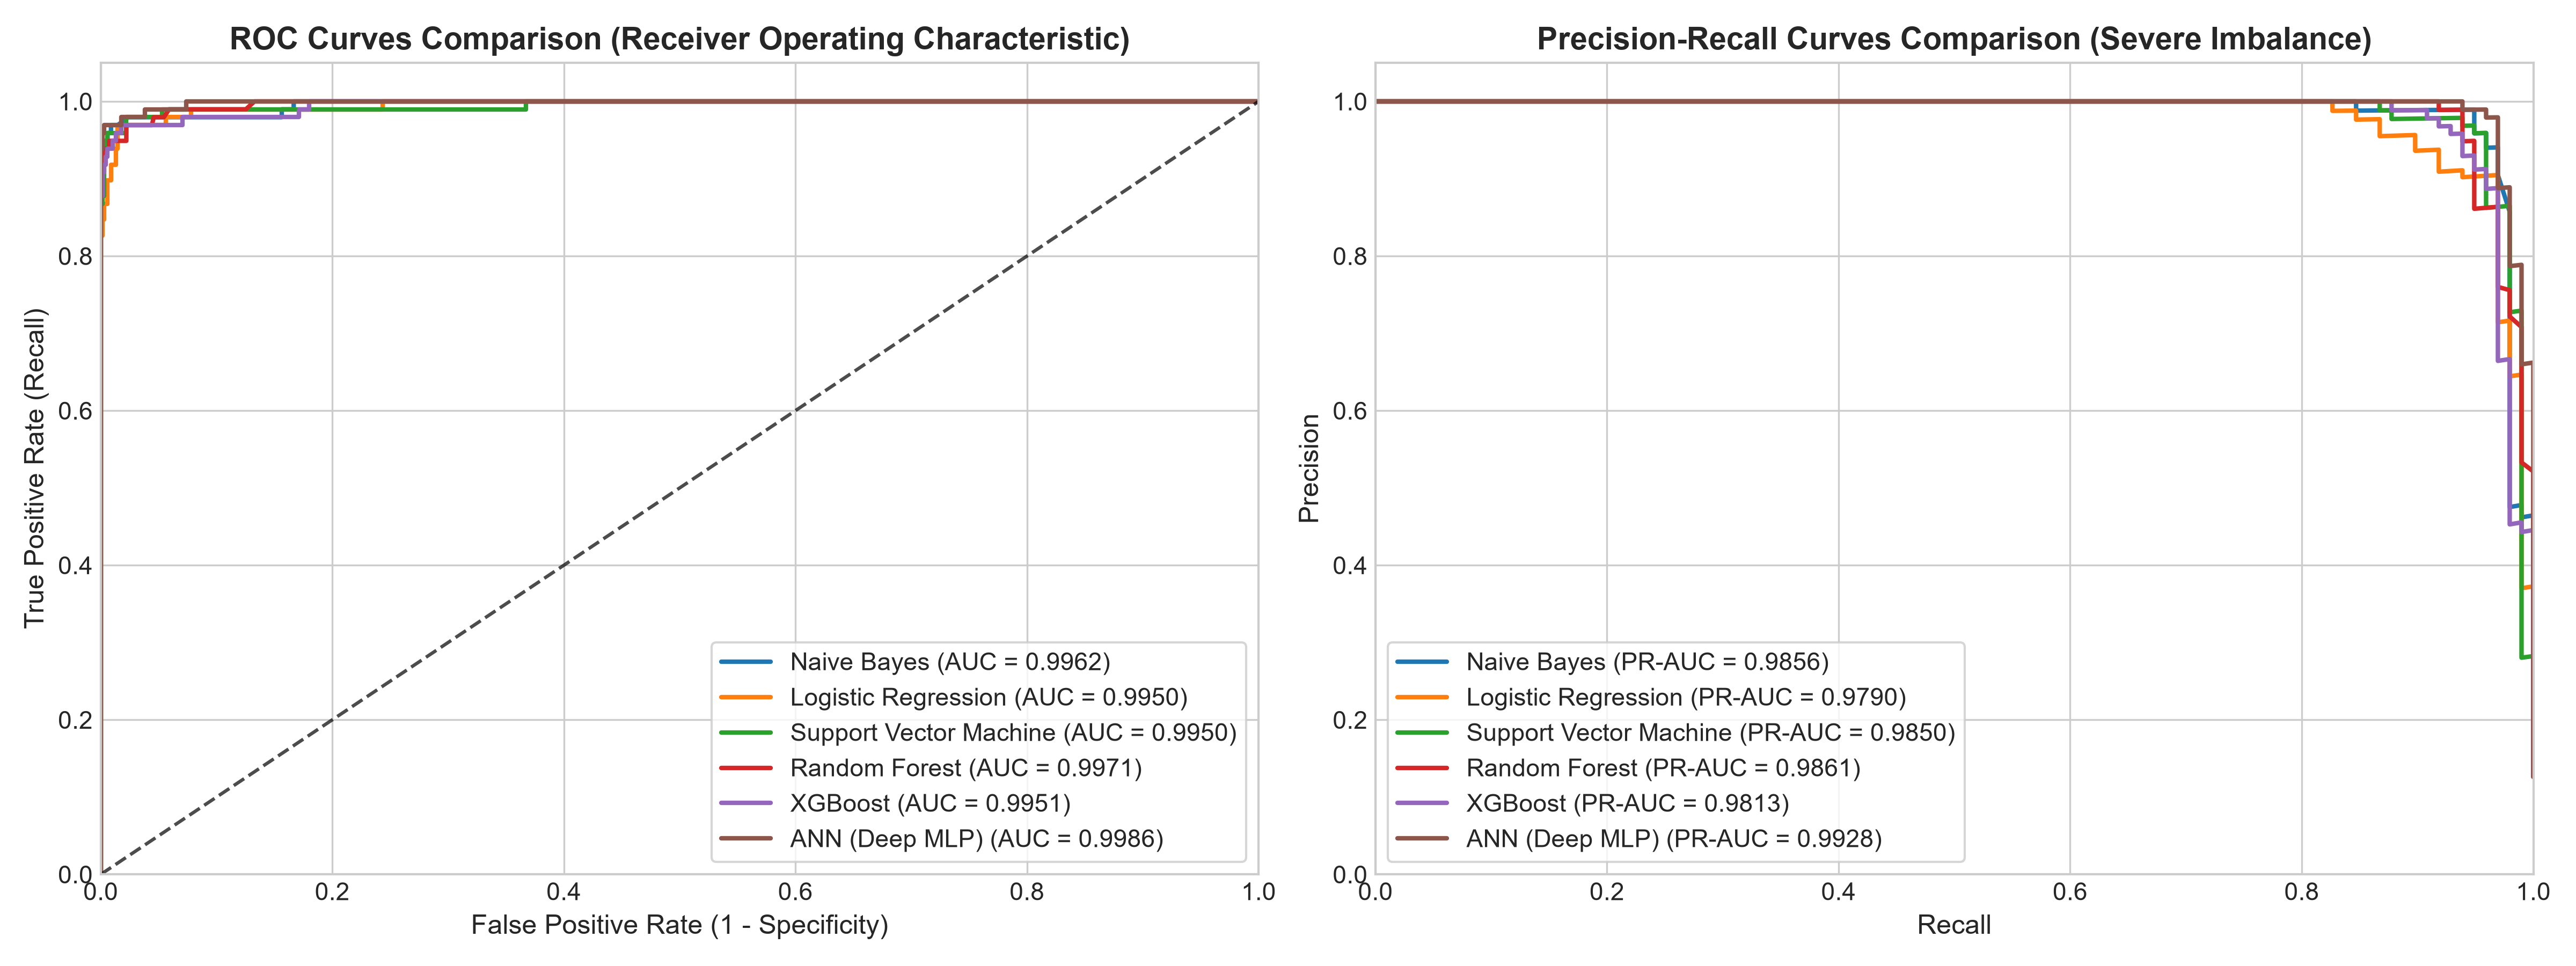 ROC Curves Comparison (Receiver Operating Characteristic)
True Positive Rate (Recall)
1.0
0.8
0.6
0.4
0.2
0.0
0.0 0.2 0.4 0.6 0.8 1.0
False Positive Rate (1 - Specificity)
Naive Bayes (AUC = 0.9962)
Logistic Regression (AUC = 0.9950)
Support Vector Machine (AUC = 0.9950)
Random Forest (AUC = 0.9971)
XGBoost (AUC = 0.9951)
ANN (Deep MLP) (AUC = 0.9986)
Precision-Recall Curves Comparison (Severe Imbalance)
Precision
1.0
0.8
0.6
0.4
0.2
0.0
0.0 0.2 0.4 0.6 0.8 1.0
Recall
Naive Bayes (PR-AUC = 0.9856)
Logistic Regression (PR-AUC = 0.9790)
Support Vector Machine (PR-AUC = 0.9850)
Random Forest (PR-AUC = 0.9861)
XGBoost (PR-AUC = 0.9813)
ANN (Deep MLP) (PR-AUC = 0.9928)